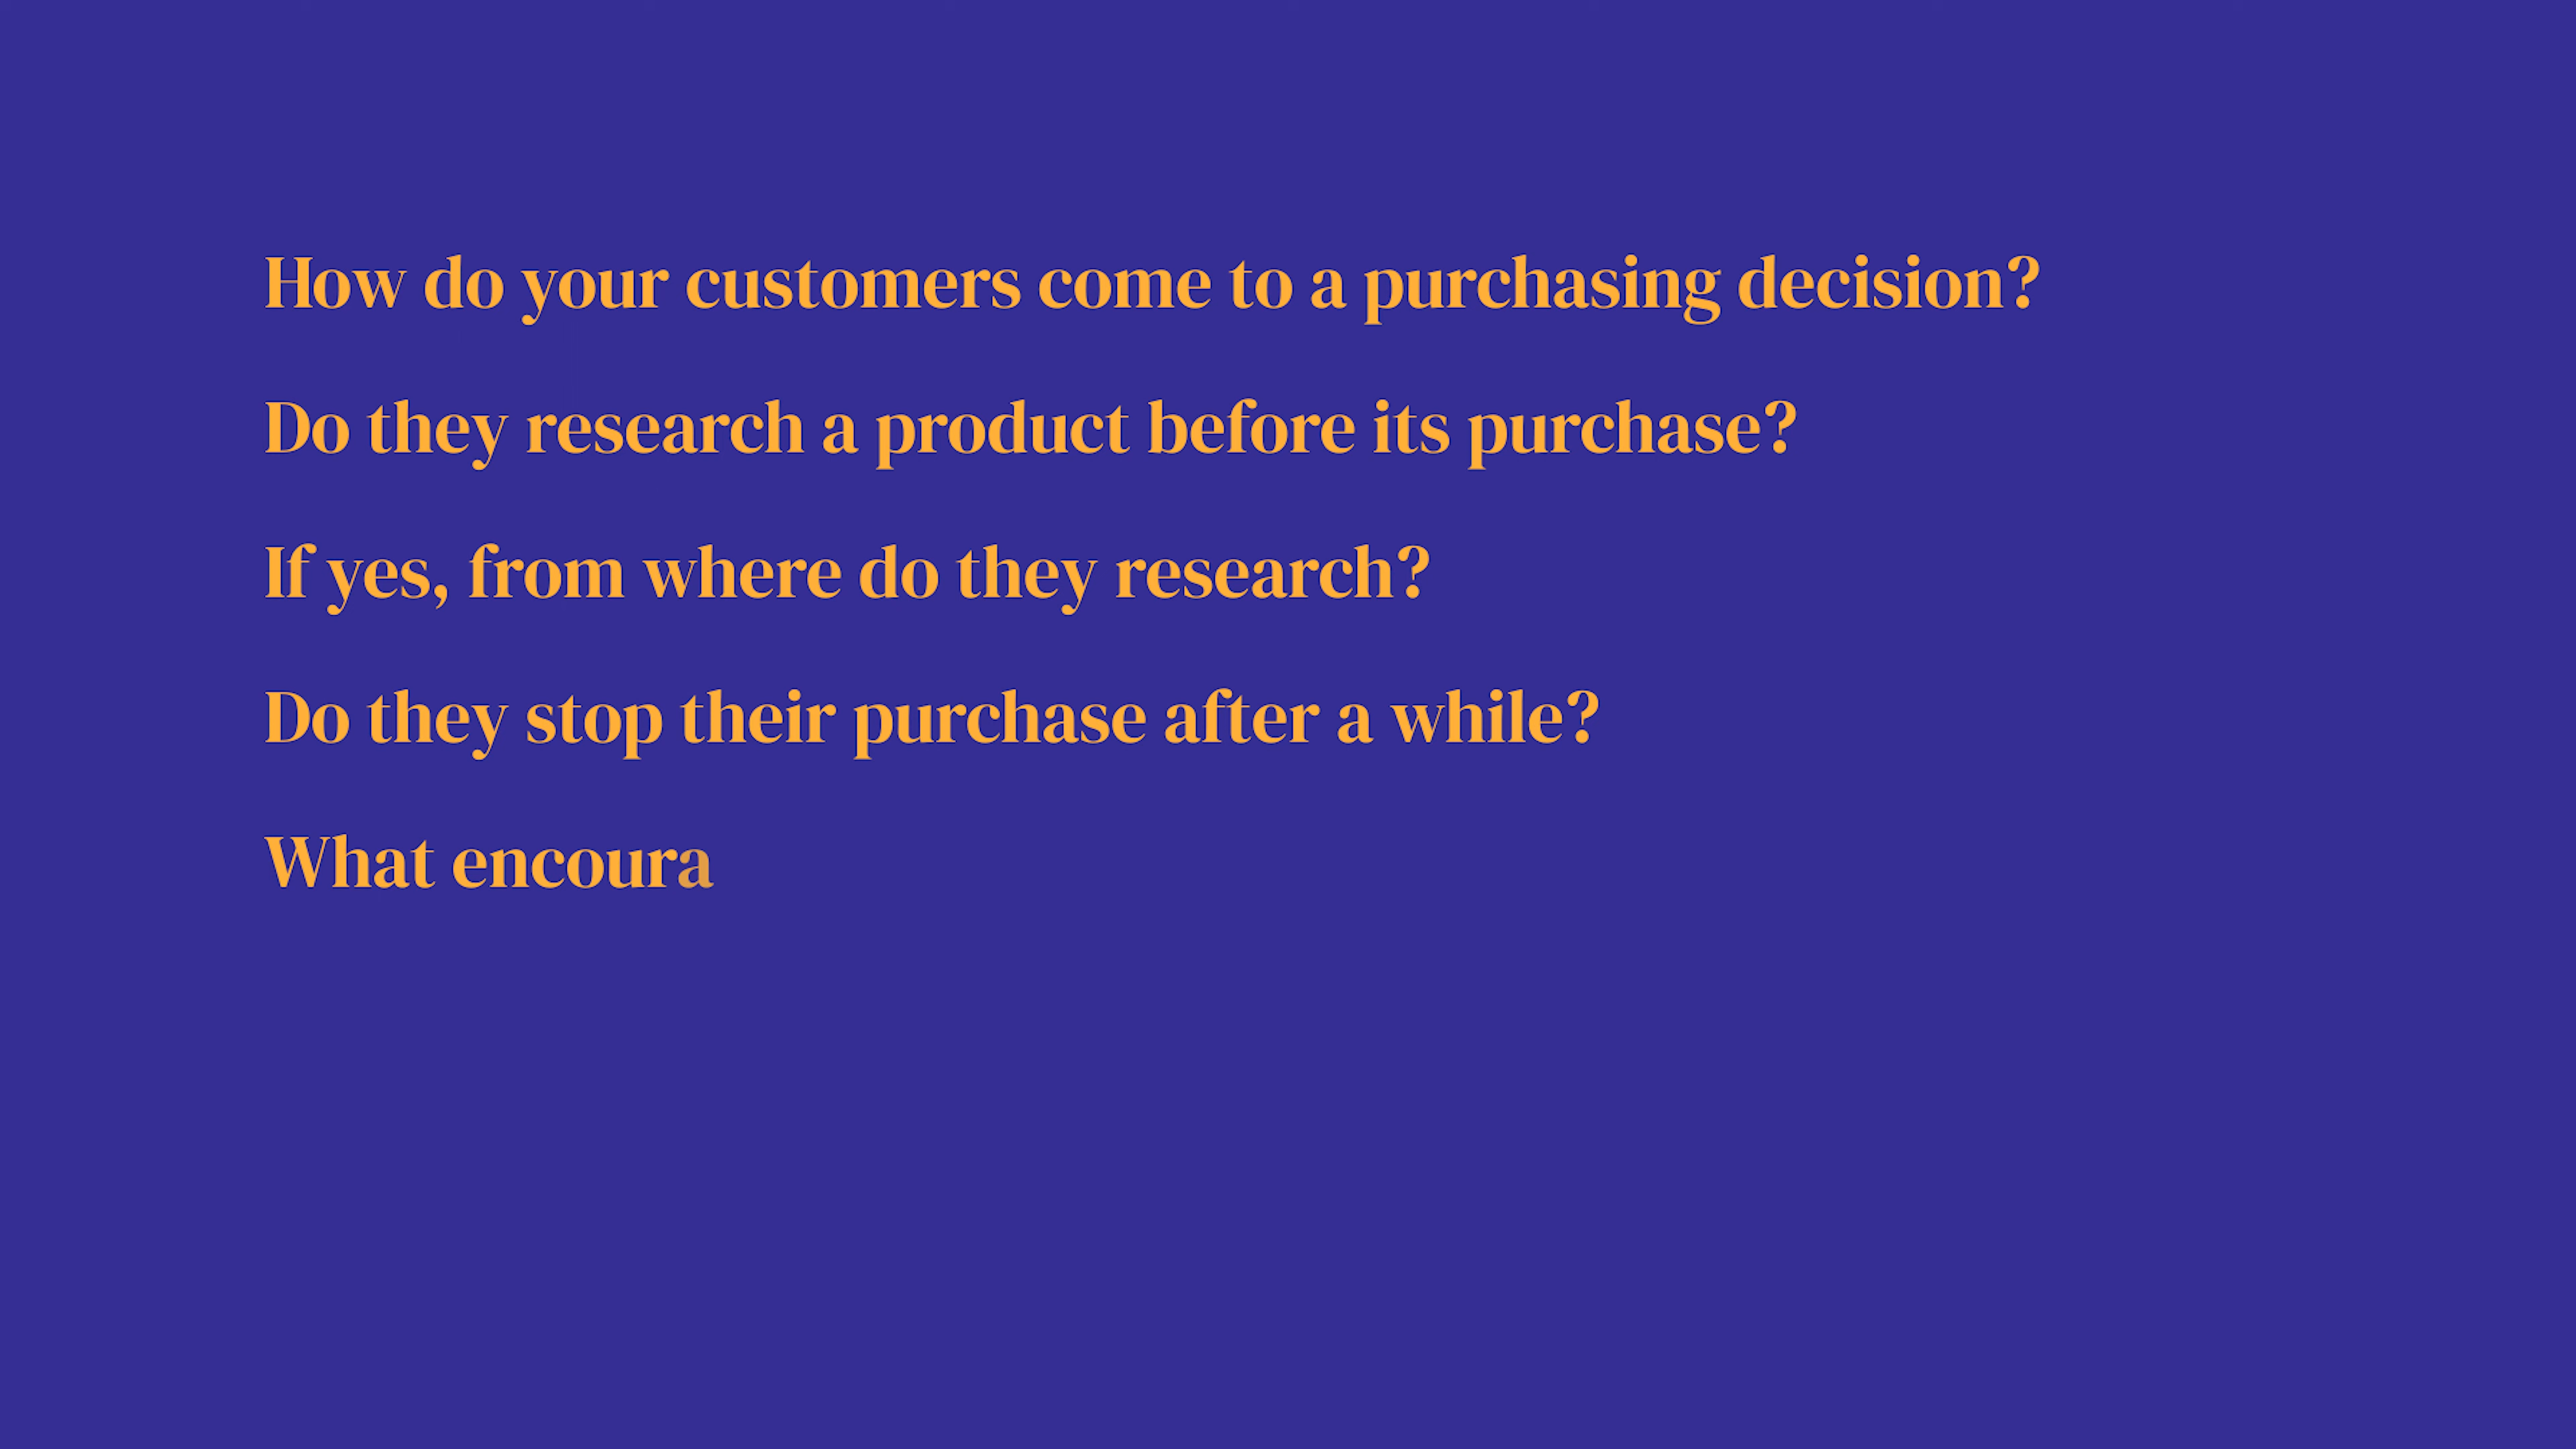 How do your customers come to a purchasing decision?
Do they research a product before its purchase?
If yes, from where do they research?
Do they stop their purchase after a while?
What encoura